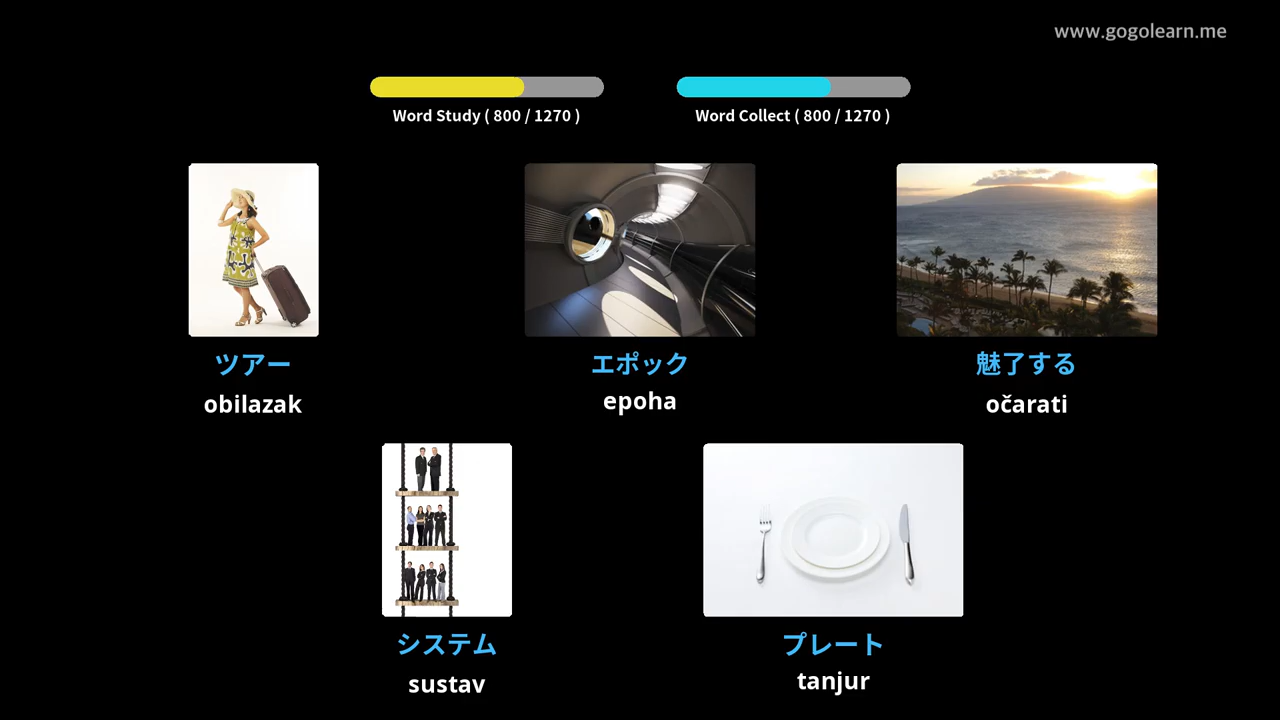 www.gogolearn.me
Word Study ( 800 / 1270 )
Word Collect ( 800 / 1270 )
ツアー
obilazak
エポック
epoha
魅了する
očarati
システム
sustav
プレート
tanjur